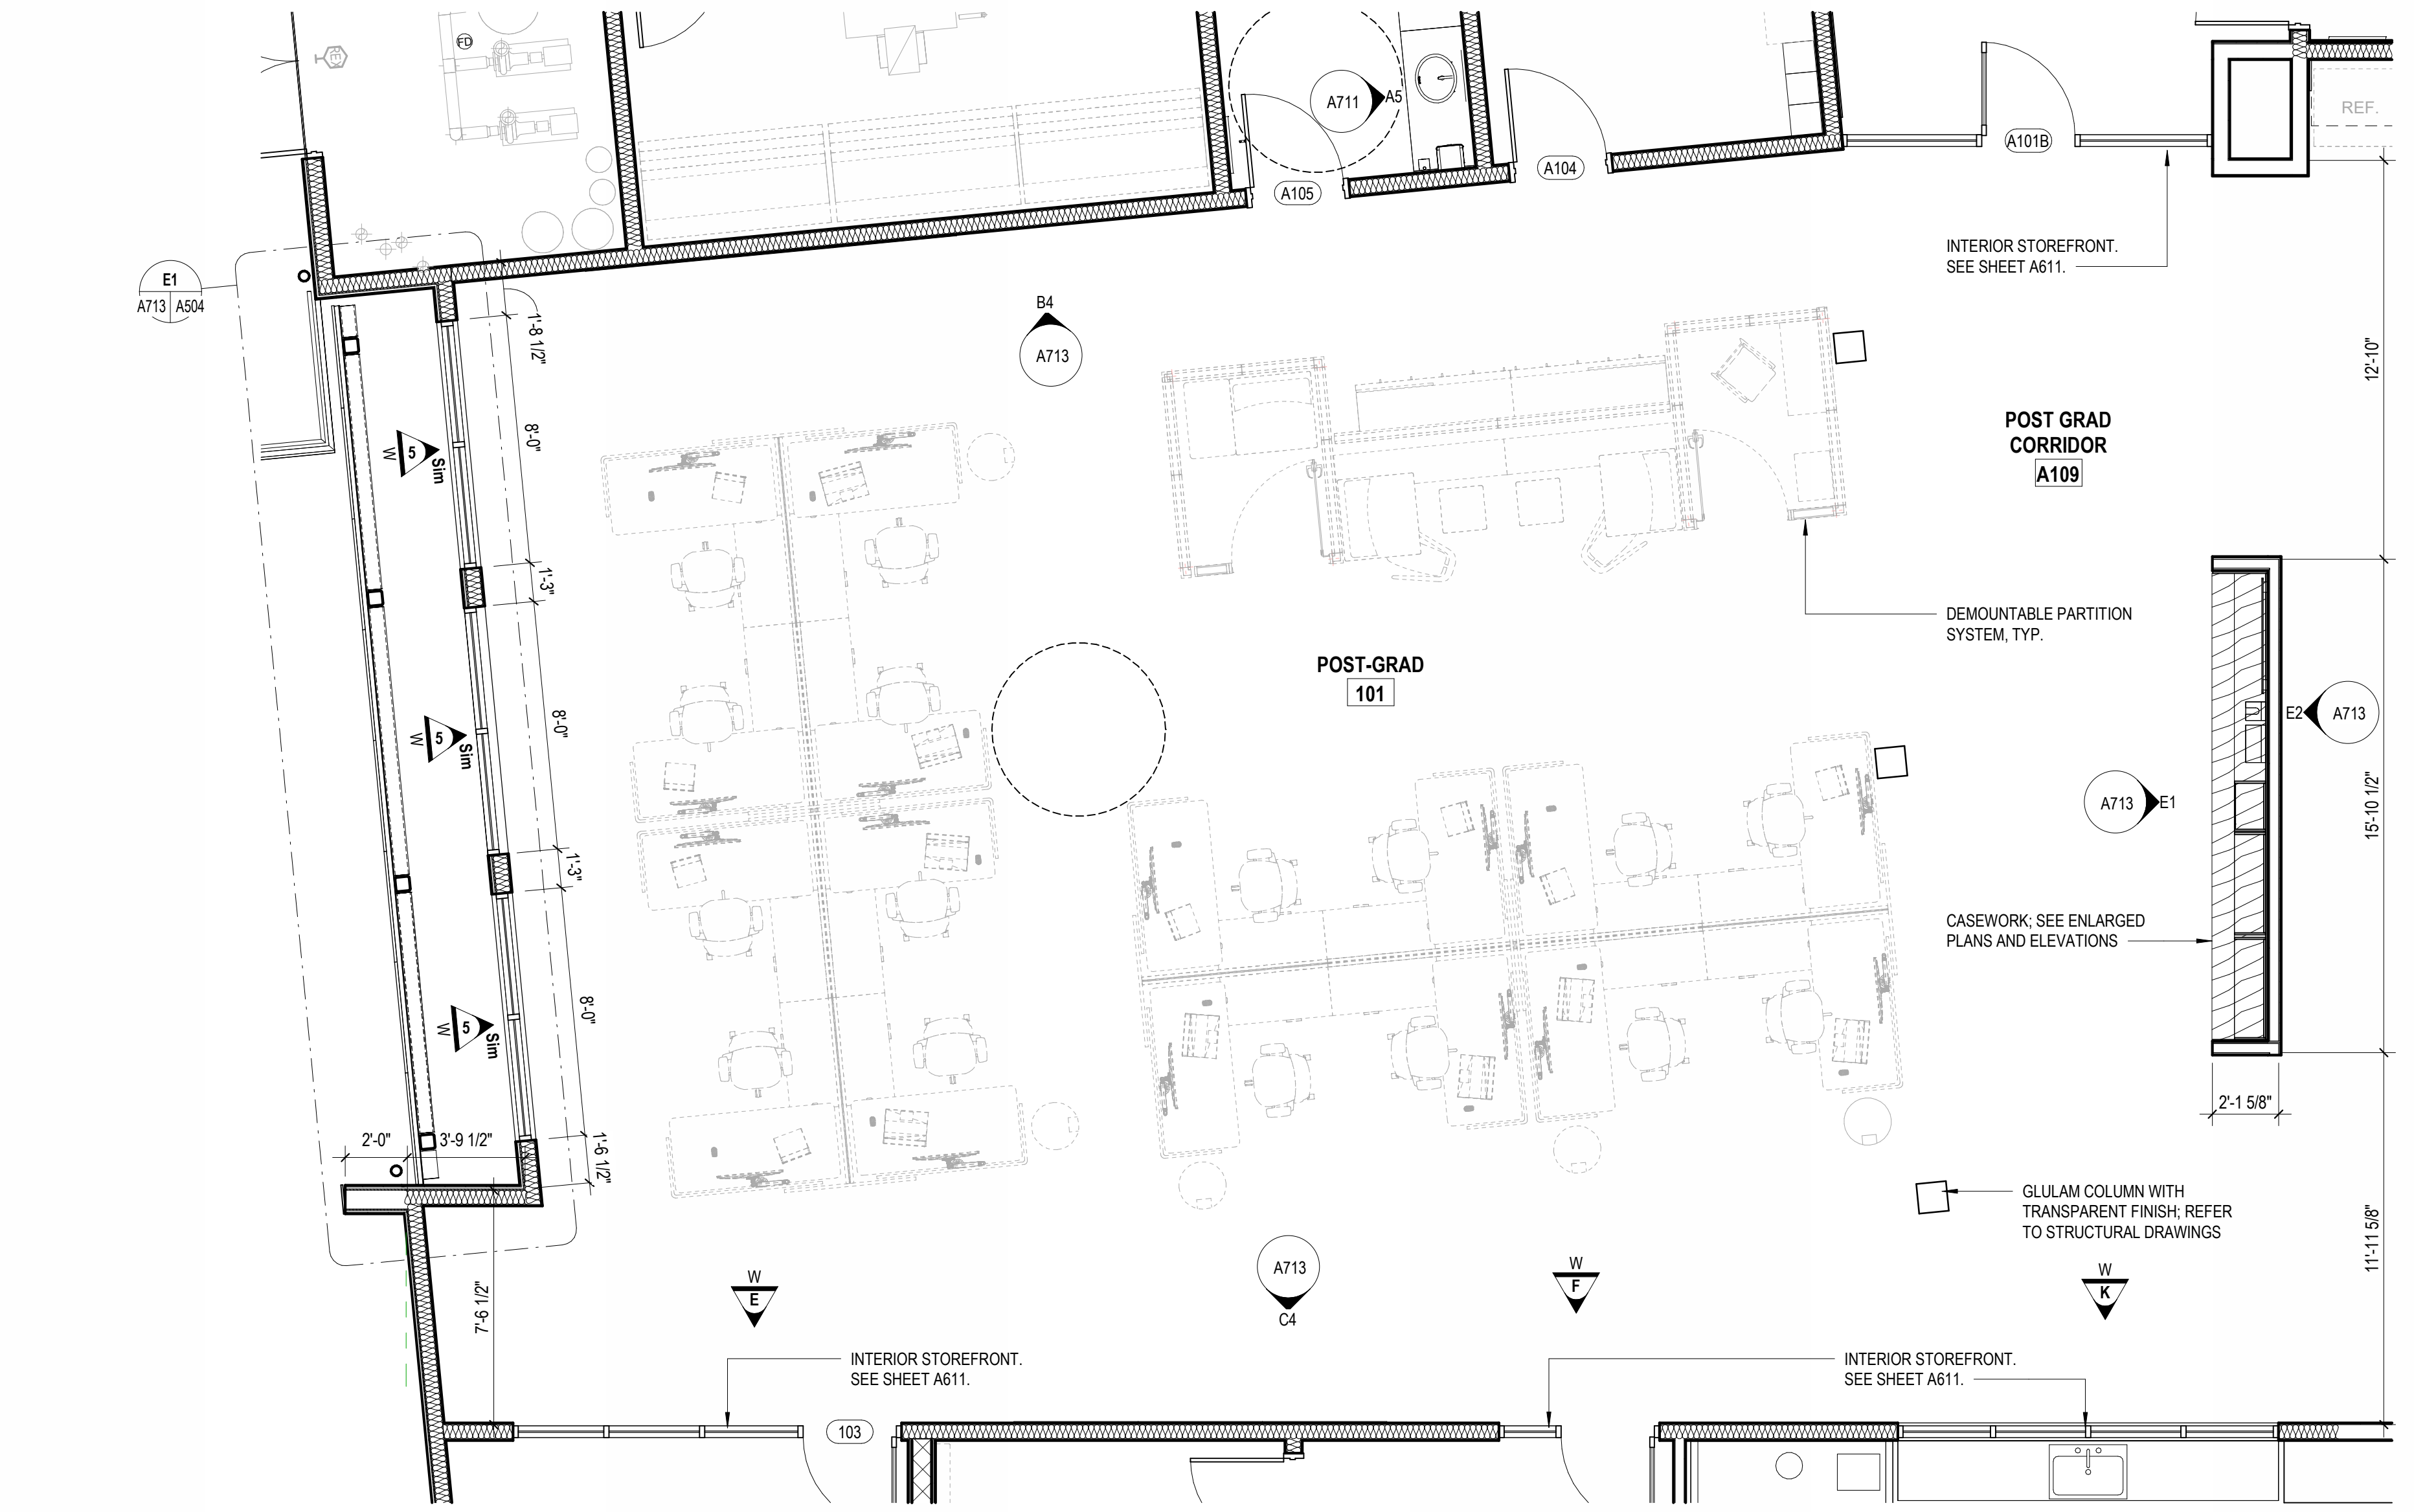 FD
REX
REF.
A711
A5
A105
A104
A101B
INTERIOR STOREFRONT.
SEE SHEET A611.
E1
A713
A504
B4
A713
1'-8 1/2"
8'-0"
1'-3"
8'-0"
1'-3"
8'-0"
1'-6 1/2"
12'-10"
POST GRAD
CORRIDOR
A109
W
5
Sim
W
5
Sim
W
5
Sim
DEMOUNTABLE PARTITION
SYSTEM, TYP.
POST-GRAD
101
E2
A713
A713
E1
15'-10 1/2"
CASEWORK; SEE ENLARGED
PLANS AND ELEVATIONS
2'-1 5/8"
2'-0"
3'-9 1/2"
GLULAM COLUMN WITH
TRANSPARENT FINISH; REFER
TO STRUCTURAL DRAWINGS
11'-11 5/8"
7'-6 1/2"
W
E
A713
C4
W
F
W
K
INTERIOR STOREFRONT.
SEE SHEET A611.
INTERIOR STOREFRONT.
SEE SHEET A611.
103